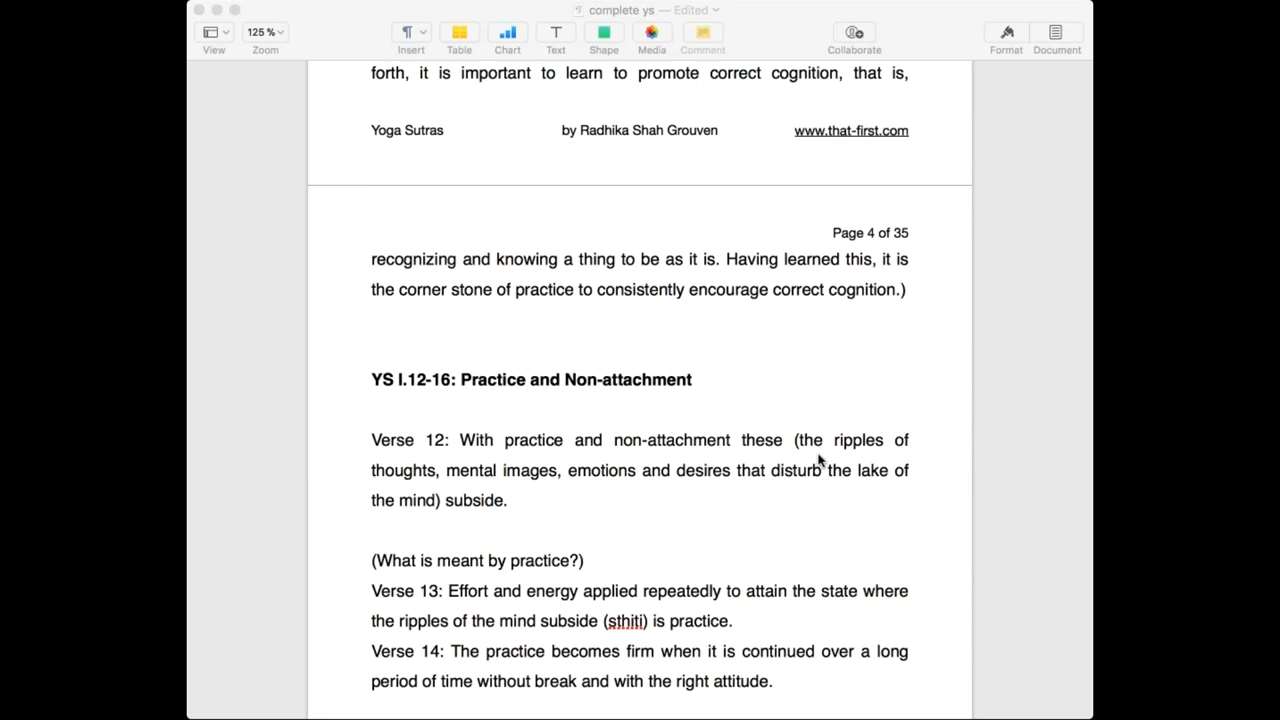 complete ys — Edited
125 %
View
Zoom
Insert
Table
Chart
Text
Shape
Media
Comment
Collaborate
Format
Document
forth, it is important to learn to promote correct cognition, that is,
Yoga Sutras by Radhika Shah Grouven www.that-first.com
Page 4 of 35
recognizing and knowing a thing to be as it is. Having learned this, it is
the corner stone of practice to consistently encourage correct cognition.)
YS I.12-16: Practice and Non-attachment
Verse 12: With practice and non-attachment these (the ripples of
thoughts, mental images, emotions and desires that disturb the lake of
the mind) subside.
(What is meant by practice?)
Verse 13: Effort and energy applied repeatedly to attain the state where
the ripples of the mind subside (sthiti) is practice.
Verse 14: The practice becomes firm when it is continued over a long
period of time without break and with the right attitude.